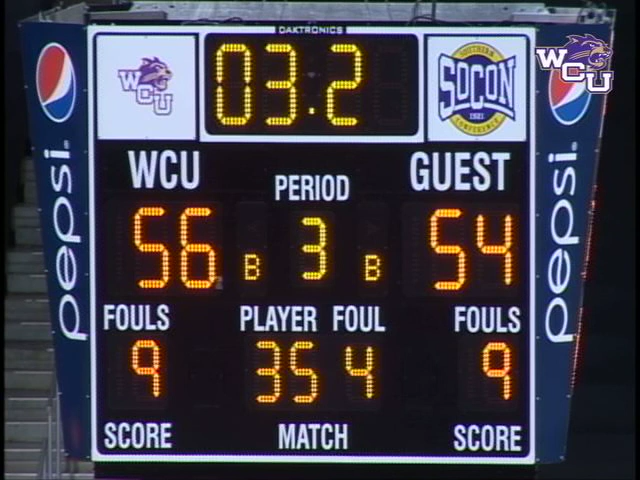 DAKTRONICS
WCU
03.2
SOUTHERN
SOCON
1921
CONFERENCE
WCU
pepsi
pepsi
WCU
GUEST
PERIOD
56 B 3 B 54
FOULS PLAYER FOUL FOULS
9 35 4 9
SCORE MATCH SCORE